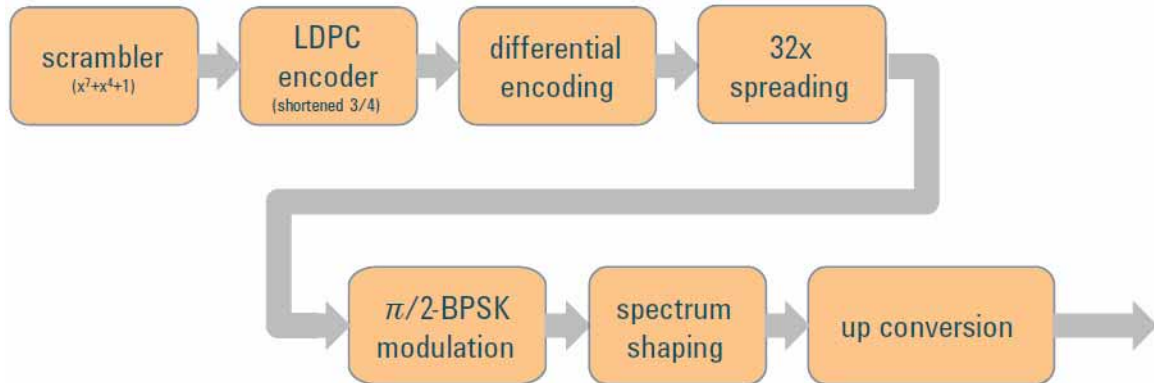 scrambler
(x⁷+x⁴+1)
LDPC
encoder
(shortened 3/4)
differential
encoding
32x
spreading
π/2-BPSK
modulation
spectrum
shaping
up conversion